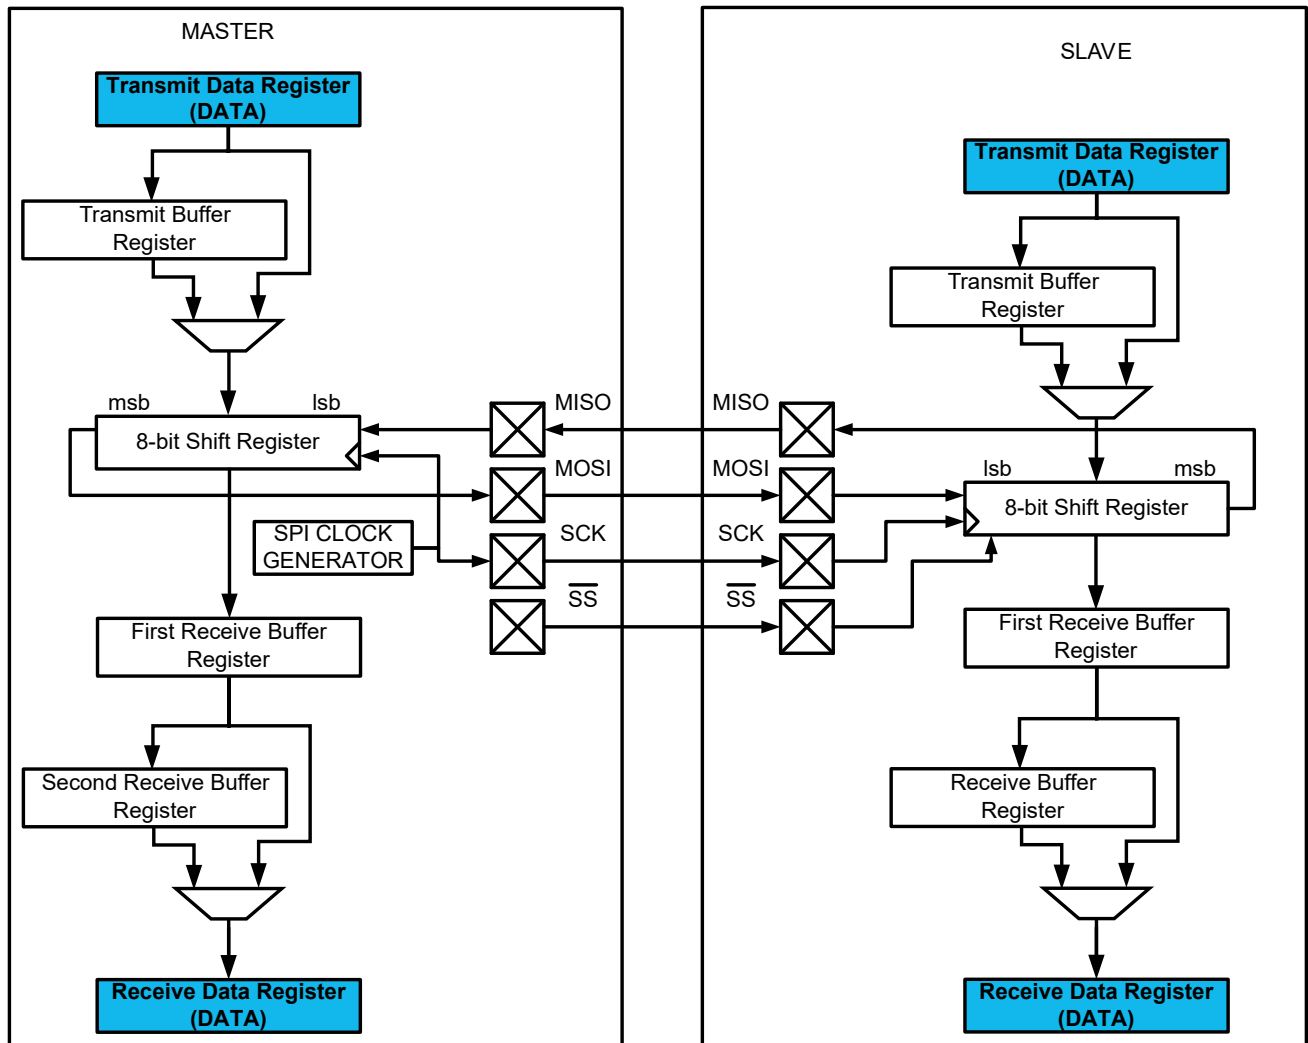 MASTER
Transmit Data Register
(DATA)
Transmit Buffer
Register
msb
lsb
8-bit Shift Register
SPI CLOCK
GENERATOR
First Receive Buffer
Register
Second Receive Buffer
Register
Receive Data Register
(DATA)
MISO
MOSI
SCK
SS
SLAVE
MISO
MOSI
SCK
SS
Transmit Data Register
(DATA)
Transmit Buffer
Register
lsb
msb
8-bit Shift Register
First Receive Buffer
Register
Receive Buffer
Register
Receive Data Register
(DATA)